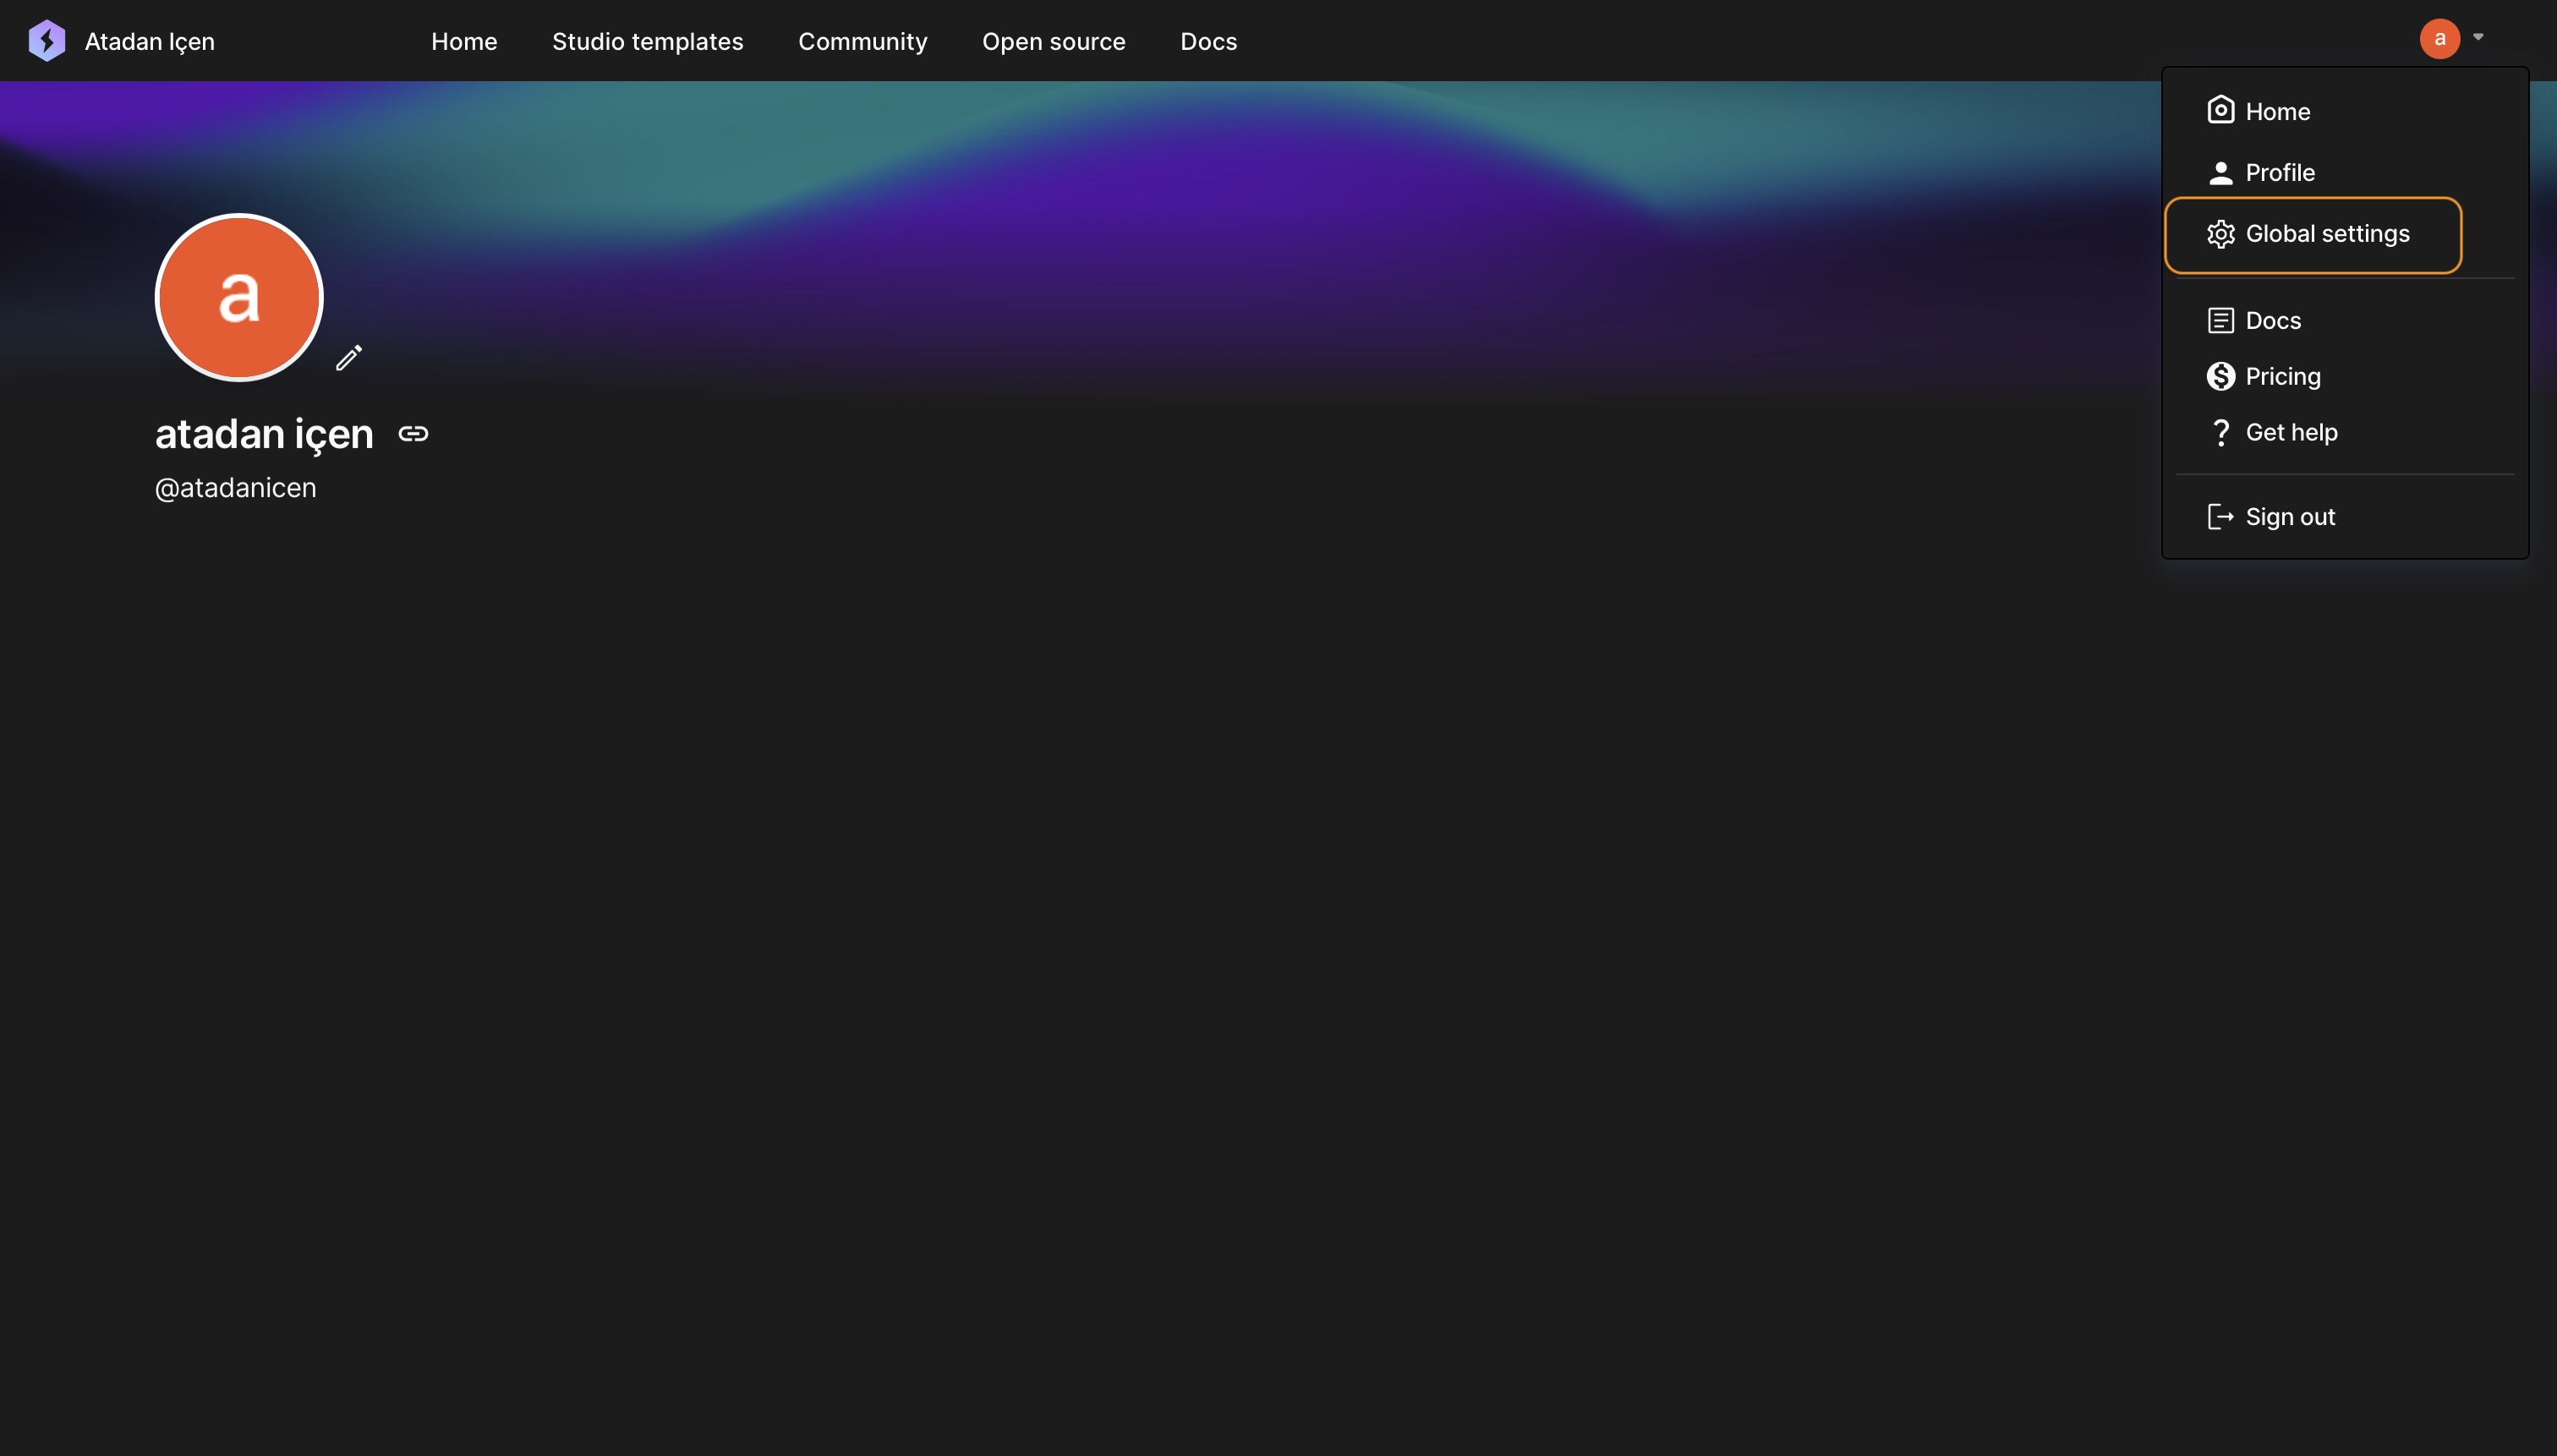 Atadan Içen
Home
Studio templates
Community
Open source
Docs
a
Home
Profile
Global settings
Docs
Pricing
Get help
Sign out
a
atadan içen
@atadanicen